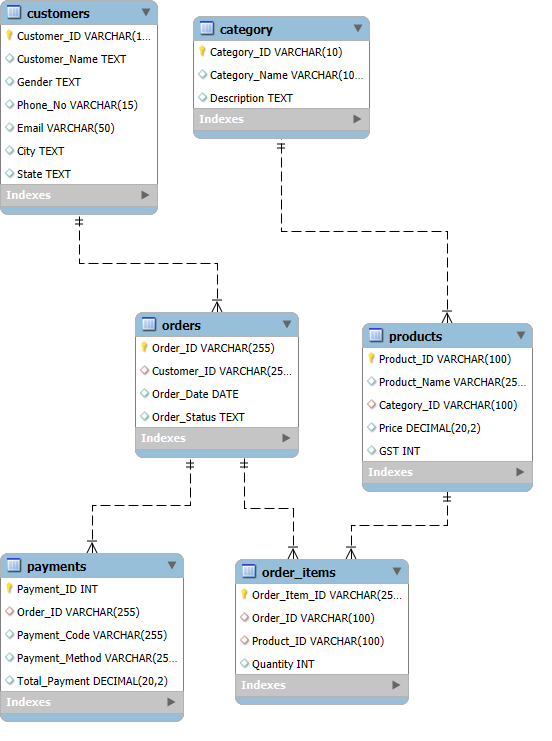 customers
Customer_ID VARCHAR(1...
Customer_Name TEXT
Gender TEXT
Phone_No VARCHAR(15)
Email VARCHAR(50)
City TEXT
State TEXT
Indexes
category
Category_ID VARCHAR(10)
Category_Name VARCHAR(10...
Description TEXT
Indexes
orders
Order_ID VARCHAR(255)
Customer_ID VARCHAR(25...
Order_Date DATE
Order_Status TEXT
Indexes
products
Product_ID VARCHAR(100)
Product_Name VARCHAR(25...
Category_ID VARCHAR(100)
Price DECIMAL(20,2)
GST INT
Indexes
payments
Payment_ID INT
Order_ID VARCHAR(255)
Payment_Code VARCHAR(255)
Payment_Method VARCHAR(25...
Total_Payment DECIMAL(20,2)
Indexes
order_items
Order_Item_ID VARCHAR(25...
Order_ID VARCHAR(100)
Product_ID VARCHAR(100)
Quantity INT
Indexes